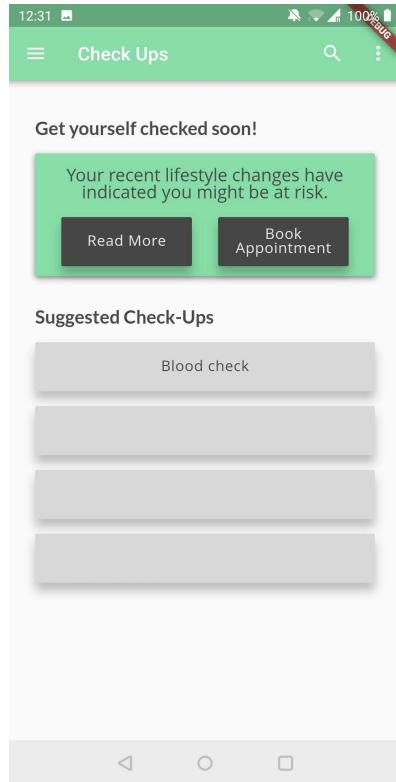 12:31
100%
DEBUG
Check Ups
Get yourself checked soon!
Your recent lifestyle changes have
indicated you might be at risk.
Read More
Book
Appointment
Suggested Check-Ups
Blood check